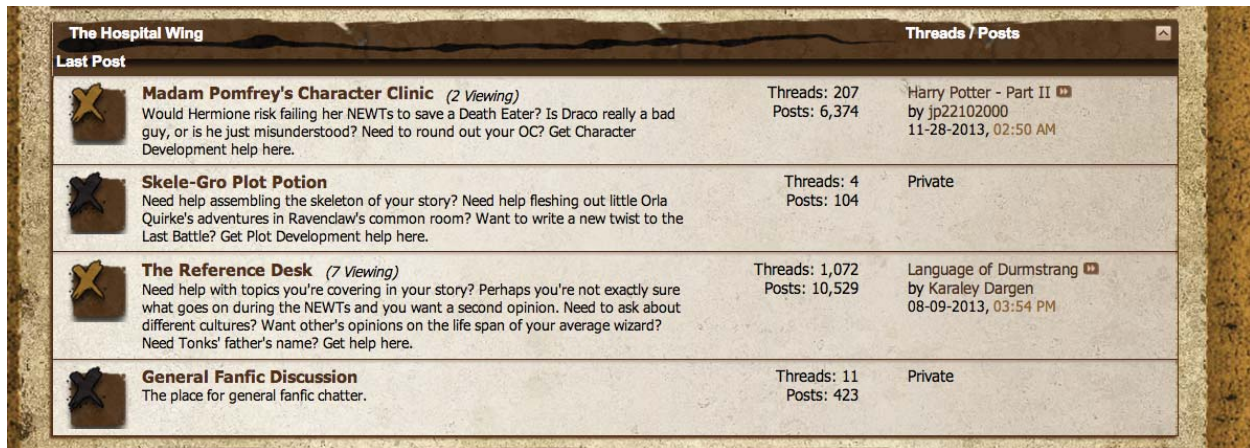 The Hospital Wing Threads / Posts
Last Post
Madam Pomfrey's Character Clinic (2 Viewing) Threads: 207 Harry Potter - Part II
Would Hermione risk failing her NEWTs to save a Death Eater? Is Draco really a bad Posts: 6,374 by jp22102000
guy, or is he just misunderstood? Need to round out your OC? Get Character 11-28-2013, 02:50 AM
Development help here.
Skele-Gro Plot Potion Threads: 4 Private
Need help assembling the skeleton of your story? Need help fleshing out little Orla Posts: 104
Quirke's adventures in Ravenclaw's common room? Want to write a new twist to the
Last Battle? Get Plot Development help here.
The Reference Desk (7 Viewing) Threads: 1,072 Language of Durmstrang
Need help with topics you're covering in your story? Perhaps you're not exactly sure Posts: 10,529 by Karaley Dargen
what goes on during the NEWTs and you want a second opinion. Need to ask about 08-09-2013, 03:54 PM
different cultures? Want other's opinions on the life span of your average wizard?
Need Tonks' father's name? Get help here.
General Fanfic Discussion Threads: 11 Private
The place for general fanfic chatter. Posts: 423